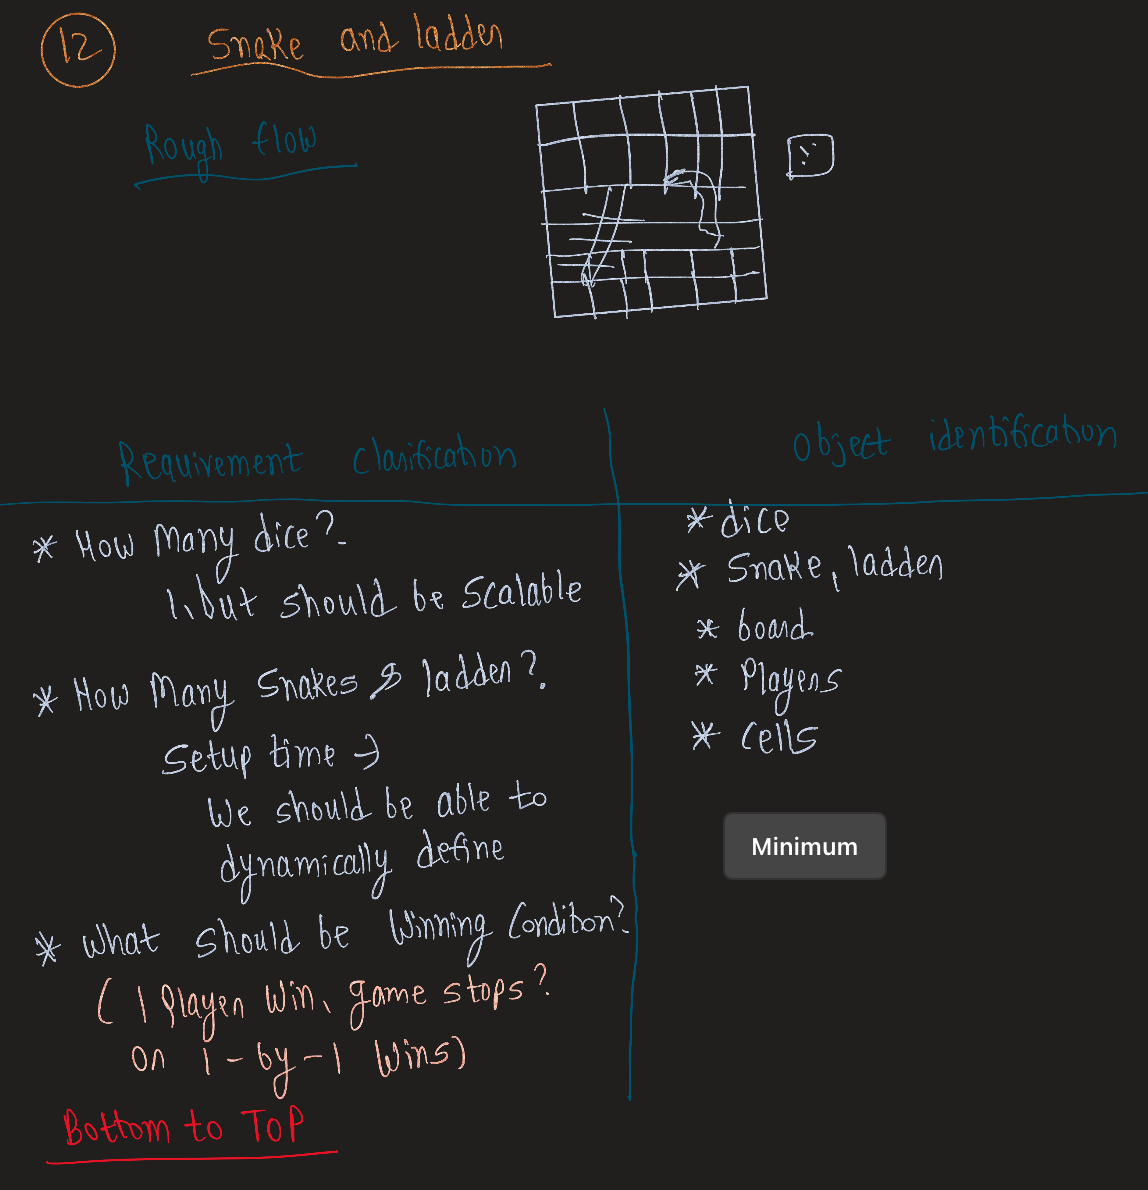 12
Snake and ladder
Rough flow
Requirement Clarification
* How Many dice?
1, but should be Scalable
* How Many Snakes & ladder?
Setup time →
We should be able to
dynamically define
* What should be Winning Condition?
( 1 Player Win, game stops?
or 1-by-1 Wins)
Bottom to Top
Object identification
* dice
* Snake, ladder
* board
* Players
* Cells
Minimum